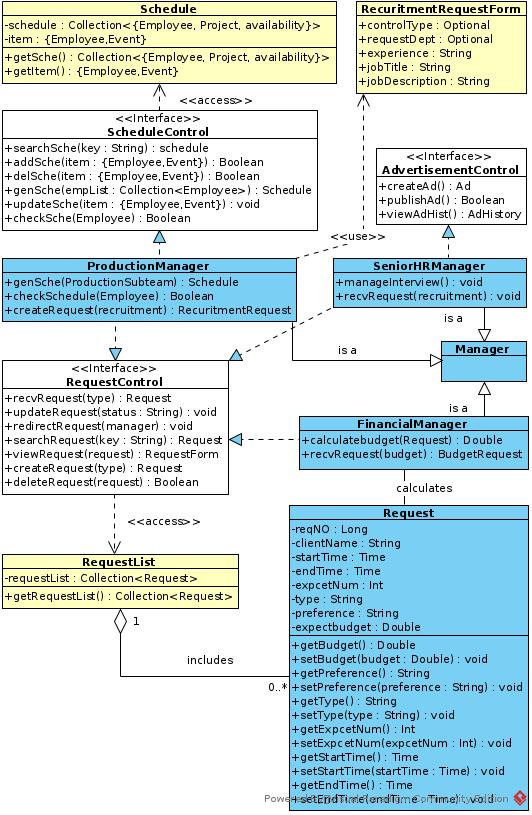 Schedule
-schedule : Collection<{Employee, Project, availability}>
-item : {Employee,Event}
+getSche() : Collection<{Employee, Project, availability}>
+getItem() : {Employee,Event}
RecuritmentRequestForm
+controlType : Optional
+requestDept : Optional
+experience : String
+jobTitle : String
+jobDescription : String
<<access>>
<<Interface>>
ScheduleControl
+searchSche(key : String) : schedule
+addSche(item : {Employee,Event}) : Boolean
+delSche(item : {Employee,Event}) : Boolean
+genSche(empList : Collection<Employee>) : Schedule
+updateSche(item : {Employee,Event}) : void
+checkSche(Employee) : Boolean
<<Interface>>
AdvertisementControl
+createAd() : Ad
+publishAd() : Boolean
+viewAdHist() : AdHistory
<<use>>
ProductionManager
+genSche(ProductionSubteam) : Schedule
+checkSchedule(Employee) : Boolean
+createRequest(recruitment) : RecuritmentRequest
SeniorHRManager
+manageInterview() : void
+recvRequest(recruitment) : void
is a
is a
Manager
<<Interface>>
RequestControl
+recvRequest(type) : Request
+updateRequest(status : String) : void
+redirectRequest(manager) : void
+searchRequest(key : String) : Request
+viewRequest(request) : RequestForm
+createRequest(type) : Request
+deleteRequest(request) : Boolean
is a
FinancialManager
+calculatebudget(Request) : Double
+recvRequest(budget) : BudgetRequest
calculates
<<access>>
Request
-reqNO : Long
-clientName : String
-startTime : Time
-endTime : Time
-expcetNum : Int
-type : String
-preference : String
-expectbudget : Double
+getBudget() : Double
+setBudget(budget : Double) : void
+getPreference() : String
+setPreference(preference : String) : void
+getType() : String
+setType(type : String) : void
+getExpcetNum() : Int
+setExpcetNum(expcetNum : Int) : void
+getStartTime() : Time
+setStartTime(startTime : Time) : void
+getEndTime() : Time
+setEndTime(endTime : Time) : void
RequestList
-requestList : Collection<Request>
+getRequestList() : Collection<Request>
1
includes
0..*
Powered By Visual Paradigm Community Edition